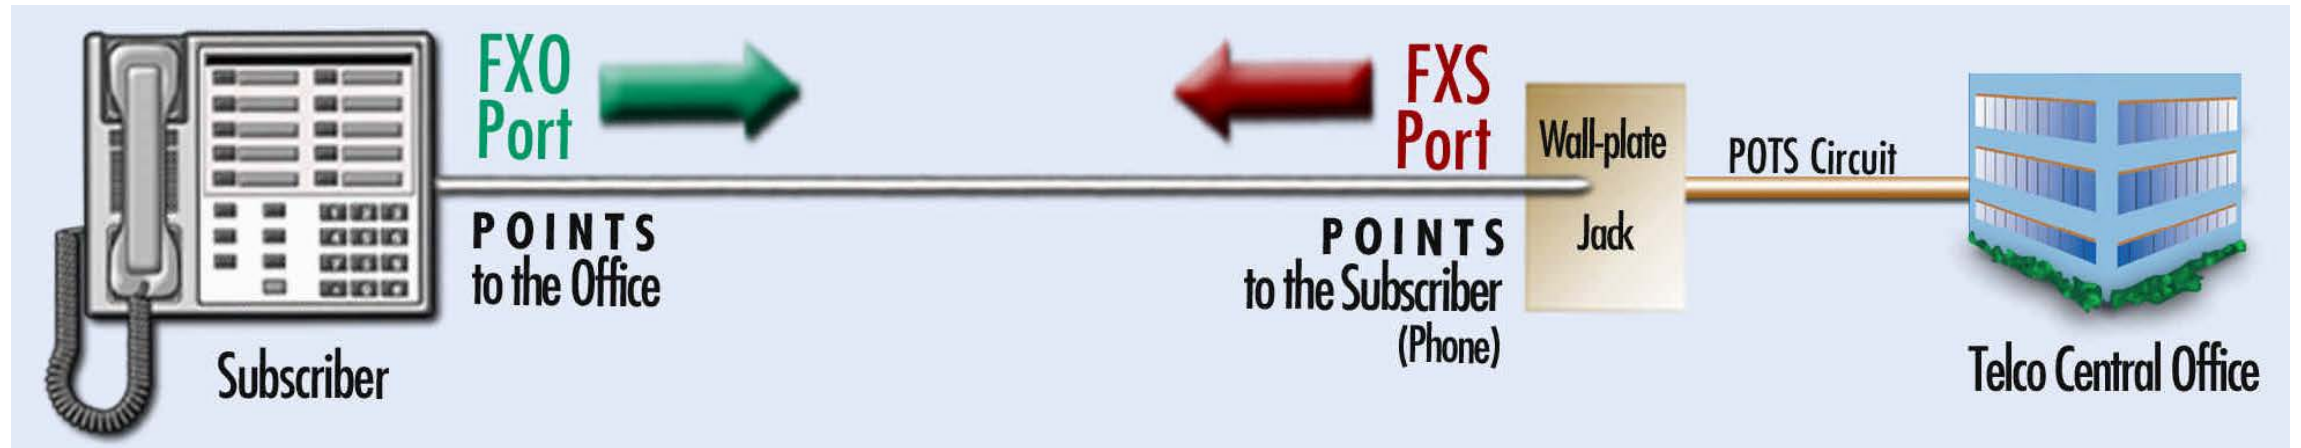 FXO
Port
POINTS
to the Office
Subscriber
FXS
Port
POINTS
to the Subscriber
(Phone)
Wall-plate
Jack
POTS Circuit
Telco Central Office